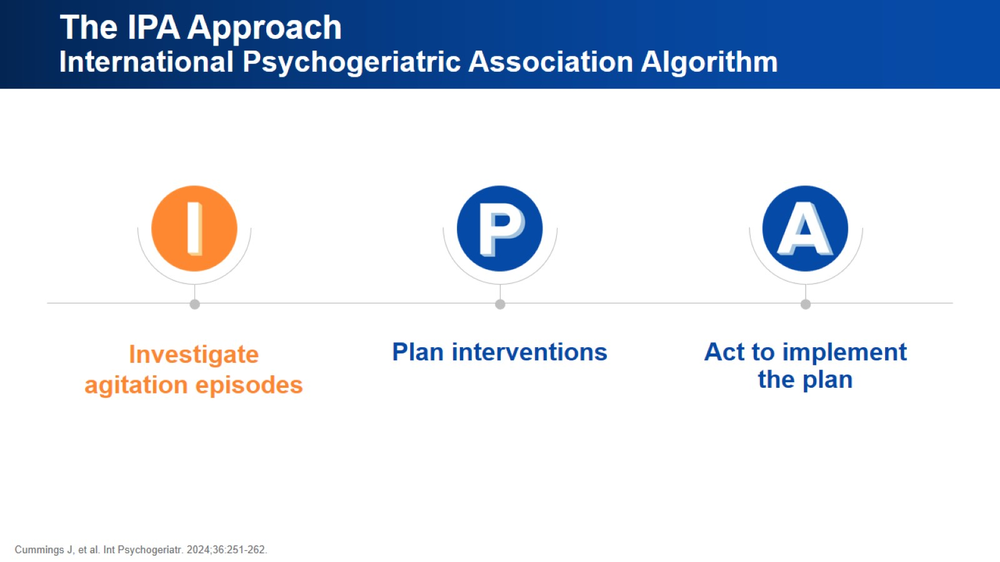 The IPA Approach
International Psychogeriatric Association Algorithm
I
P
A
Investigate
agitation episodes
Plan interventions
Act to implement
the plan
Cummings J, et al. Int Psychogeriatr. 2024;36:251-262.